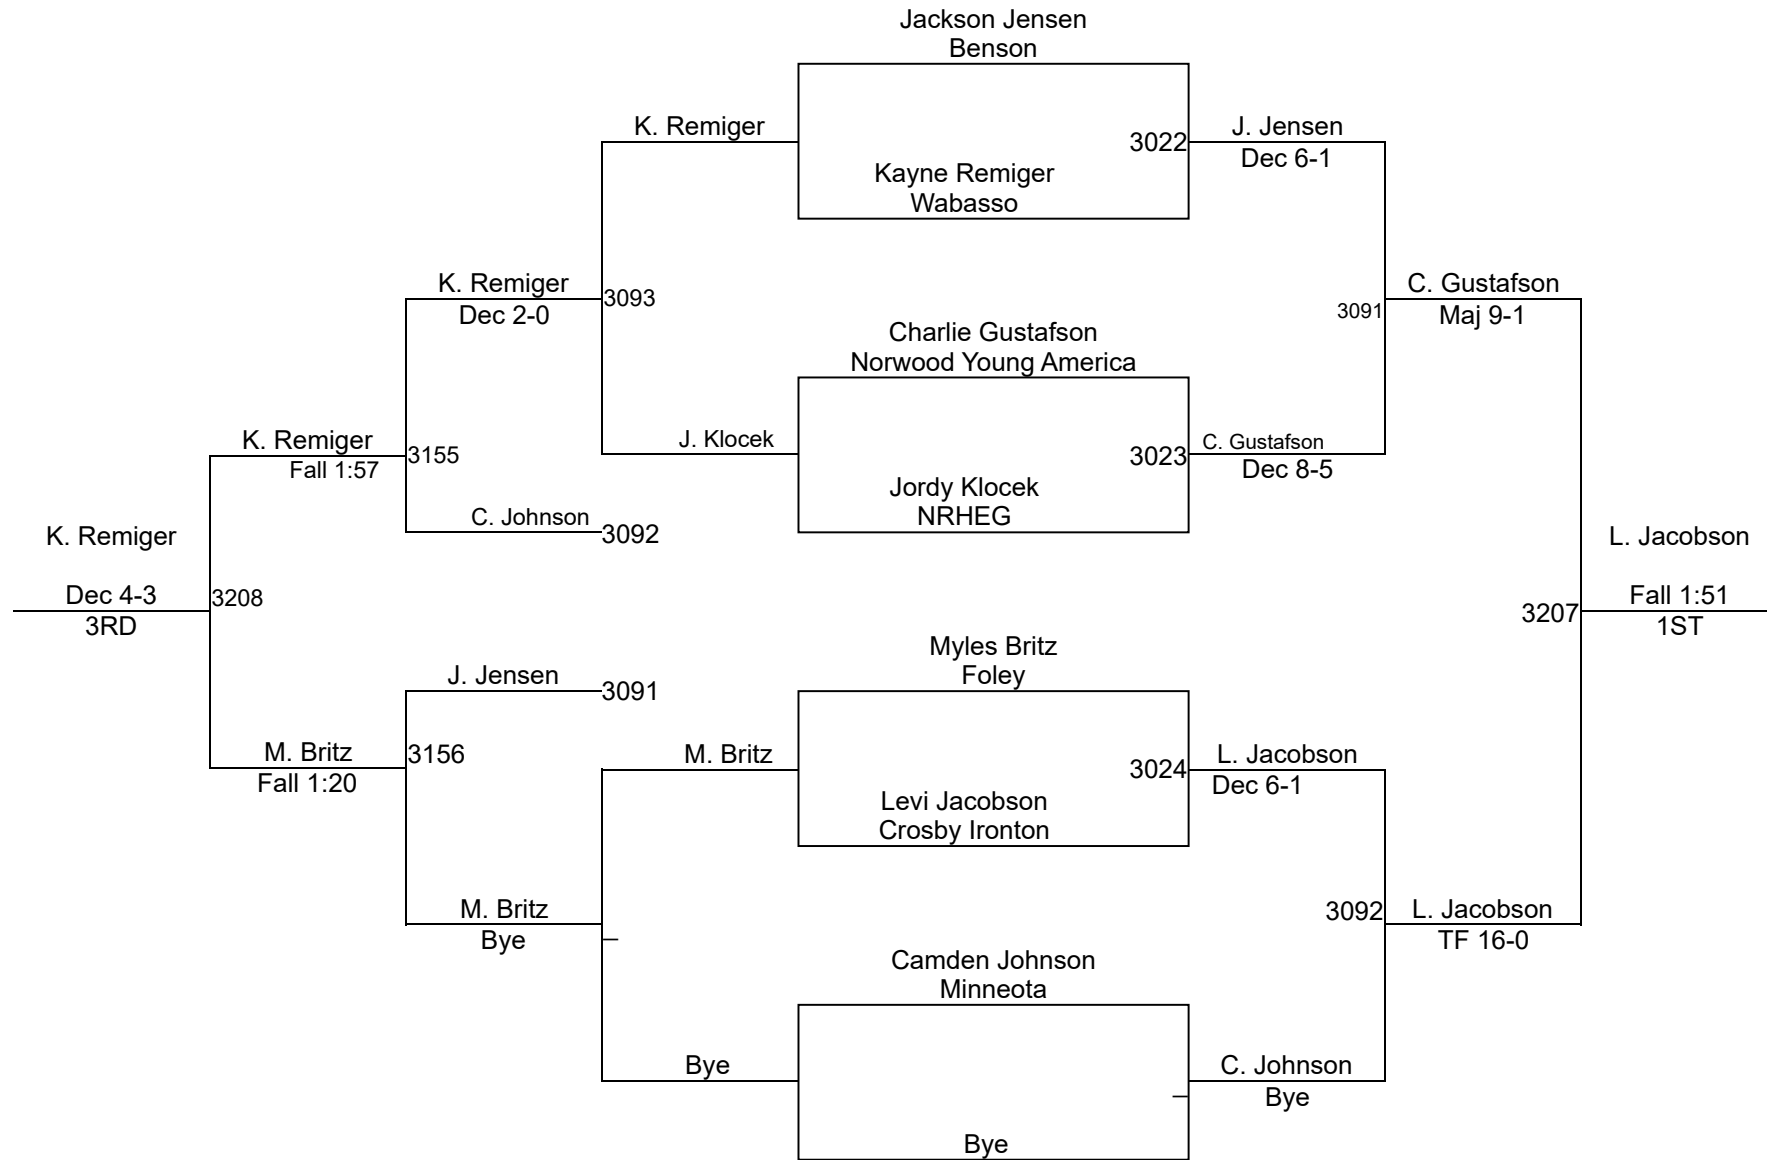 Jackson Jensen
Benson
K. Remiger
3022
J. Jensen
Dec 6-1
Kayne Remiger
Wabasso
K. Remiger
Dec 2-0
3093
3091
C. Gustafson
Maj 9-1
Charlie Gustafson
Norwood Young America
K. Remiger
Fall 1:57
3155
J. Klocek
3023
C. Gustafson
Dec 8-5
Jordy Klocek
NRHEG
C. Johnson
3092
K. Remiger
Dec 4-3
3RD
3208
L. Jacobson
Fall 1:51
1ST
3207
Myles Britz
Foley
J. Jensen
3091
M. Britz
Fall 1:20
3156
M. Britz
3024
L. Jacobson
Dec 6-1
Levi Jacobson
Crosby Ironton
M. Britz
Bye
3092
L. Jacobson
TF 16-0
Camden Johnson
Minneota
Bye
C. Johnson
Bye
Bye